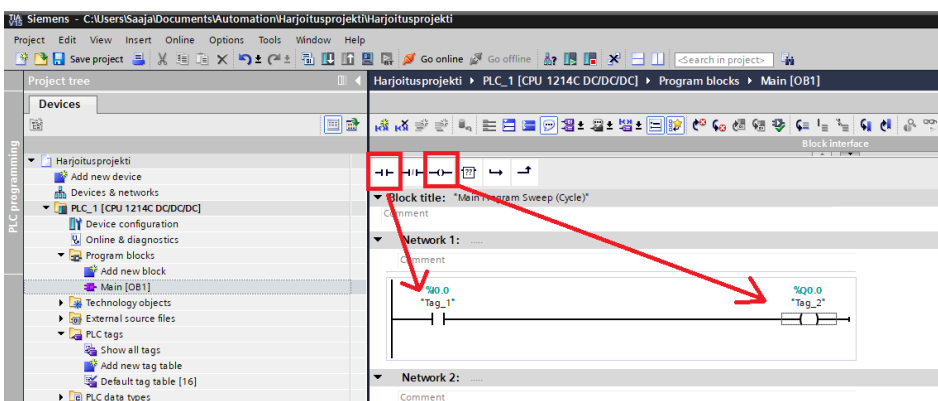 Siemens - C:\Users\Saaja\Documents\Automation\Harjoitusprojekti\Harjoitusprojekti
Project Edit View Insert Online Options Tools Window Help
Save project Go online Go offline <Search in project>
Project tree
Harjoitusprojekti ▸ PLC_1 [CPU 1214C DC/DC/DC] ▸ Program blocks ▸ Main [OB1]
Devices
Block interface
PLC programming
Harjoitusprojekti
Add new device
Devices & networks
PLC_1 [CPU 1214C DC/DC/DC]
Device configuration
Online & diagnostics
Program blocks
Add new block
Main [OB1]
Technology objects
External source files
PLC tags
Show all tags
Add new tag table
Default tag table [16]
PLC data types
??
Block title: "Main Program Sweep (Cycle)"
Comment
Network 1: .....
Comment
%I0.0 %Q0.0
"Tag_1" "Tag_2"
Network 2: .....
Comment